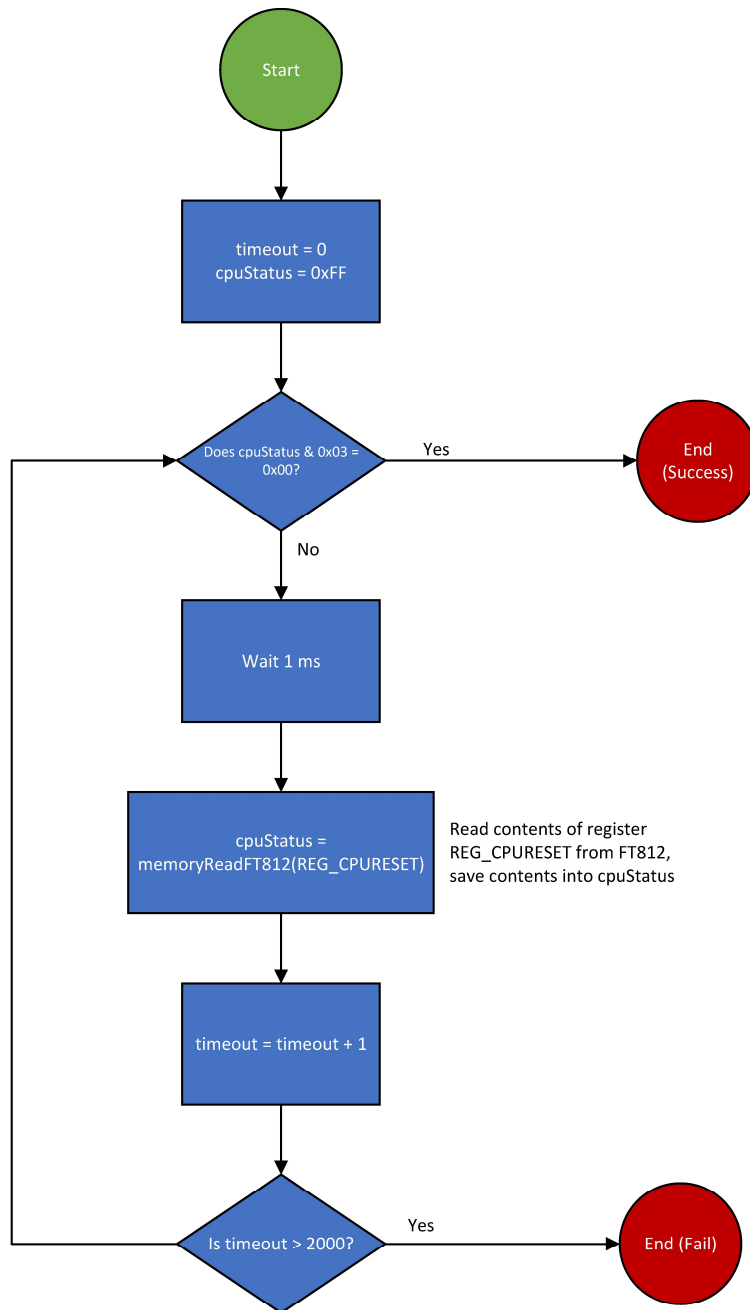 Start
timeout = 0
cpuStatus = 0xFF
Does cpuStatus & 0x03 =
0x00?
Yes
End
(Success)
No
Wait 1 ms
cpuStatus =
memoryReadFT812(REG_CPURESET)
Read contents of register
REG_CPURESET from FT812,
save contents into cpuStatus
timeout = timeout + 1
Is timeout > 2000?
Yes
End (Fail)